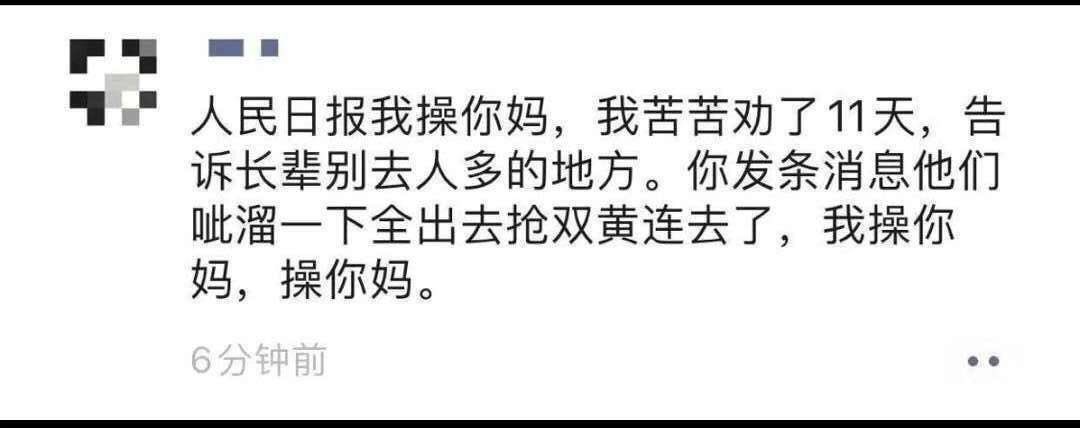 人民日报我操你妈，我苦苦劝了11天，告
诉长辈别去人多的地方。你发条消息他们
呲溜一下全出去抢双黄连去了，我操你
妈，操你妈。
6分钟前